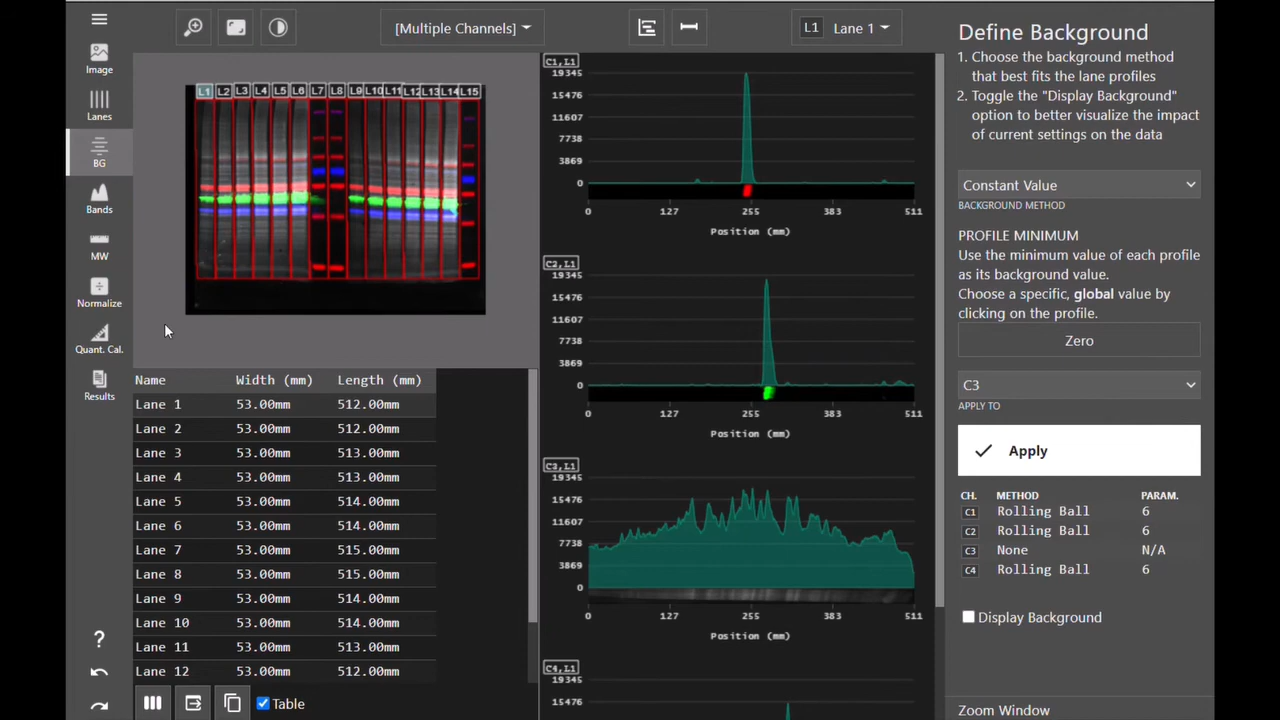 Image
Lanes
BG
Bands
MW
Normalize
Quant. Cal.
Results
?
[Multiple Channels]
L1 Lane 1
L1 L2 L3 L4 L5 L6 L7 L8 L9 L10 L11 L12 L13 L14 L15
Name Width (mm) Length (mm)
Lane 1 53.00mm 512.00mm
Lane 2 53.00mm 512.00mm
Lane 3 53.00mm 513.00mm
Lane 4 53.00mm 513.00mm
Lane 5 53.00mm 514.00mm
Lane 6 53.00mm 514.00mm
Lane 7 53.00mm 515.00mm
Lane 8 53.00mm 515.00mm
Lane 9 53.00mm 514.00mm
Lane 10 53.00mm 514.00mm
Lane 11 53.00mm 513.00mm
Lane 12 53.00mm 512.00mm
Table
C1,L1
19345
15476
11607
7738
3869
0
0 127 255 383 511
Position (mm)
C2,L1
19345
15476
11607
7738
3869
0
0 127 255 383 511
Position (mm)
C3,L1
19345
15476
11607
7738
3869
0
0 127 255 383 511
Position (mm)
C4,L1
19345
15476
Define Background
1. Choose the background method
that best fits the lane profiles
2. Toggle the "Display Background"
option to better visualize the impact
of current settings on the data
Constant Value
BACKGROUND METHOD
PROFILE MINIMUM
Use the minimum value of each profile
as its background value.
Choose a specific, global value by
clicking on the profile.
Zero
C3
APPLY TO
Apply
CH. METHOD PARAM.
C1 Rolling Ball 6
C2 Rolling Ball 6
C3 None N/A
C4 Rolling Ball 6
Display Background
Zoom Window